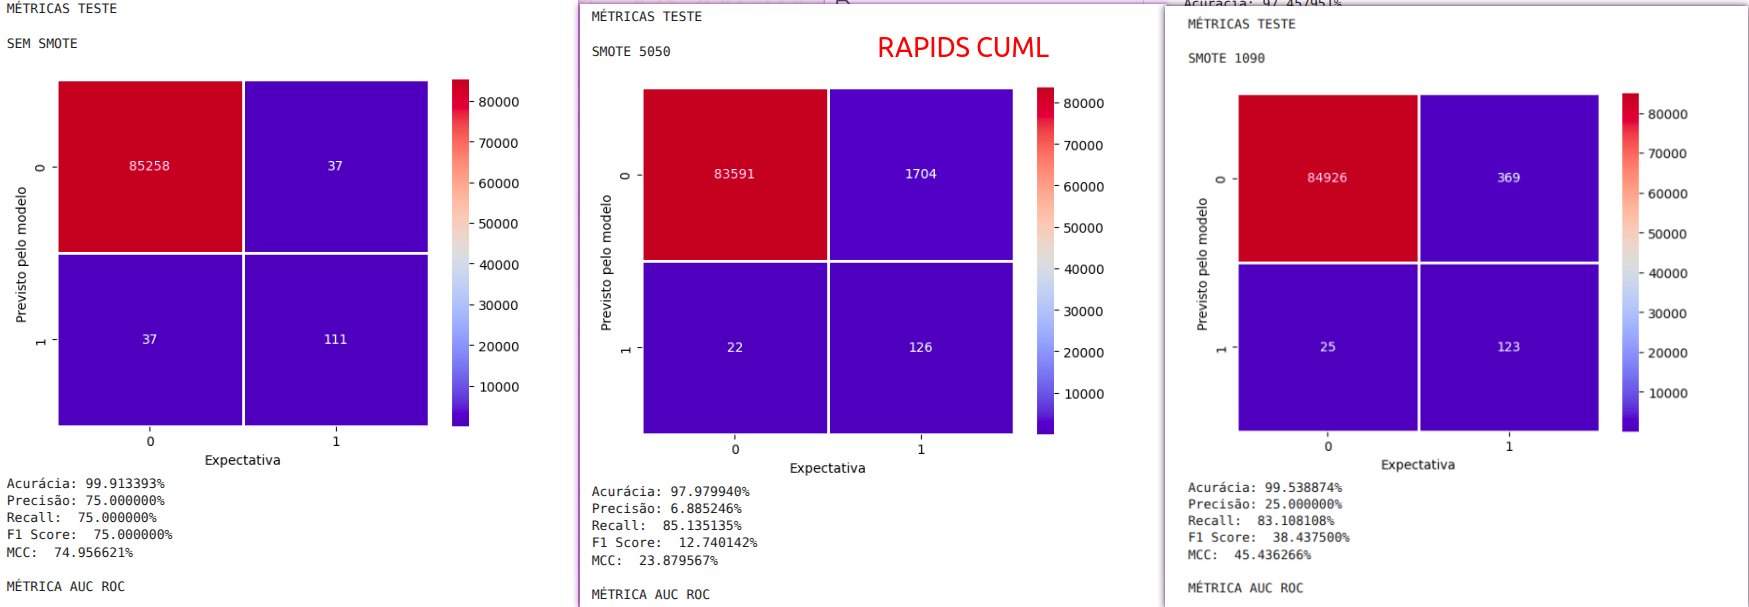 MÉTRICAS TESTE
SEM SMOTE
85258
37
37
111
0
1
0
1
Previsto pelo modelo
Expectativa
80000
70000
60000
50000
40000
30000
20000
10000
Acurácia: 99.913393%
Precisão: 75.000000%
Recall:  75.000000%
F1 Score:  75.000000%
MCC:  74.956621%
MÉTRICA AUC ROC
MÉTRICAS TESTE
SMOTE 5050
RAPIDS CUML
83591
1704
22
126
0
1
0
1
Previsto pelo modelo
Expectativa
80000
70000
60000
50000
40000
30000
20000
10000
Acurácia: 97.979940%
Precisão: 6.885246%
Recall:  85.135135%
F1 Score:  12.740142%
MCC:  23.879567%
MÉTRICA AUC ROC
Acurácia: 97.457951%
MÉTRICAS TESTE
SMOTE 1090
84926
369
25
123
0
1
0
1
Previsto pelo modelo
Expectativa
80000
70000
60000
50000
40000
30000
20000
10000
Acurácia: 99.538874%
Precisão: 25.000000%
Recall:  83.108108%
F1 Score:  38.437500%
MCC:  45.436266%
MÉTRICA AUC ROC